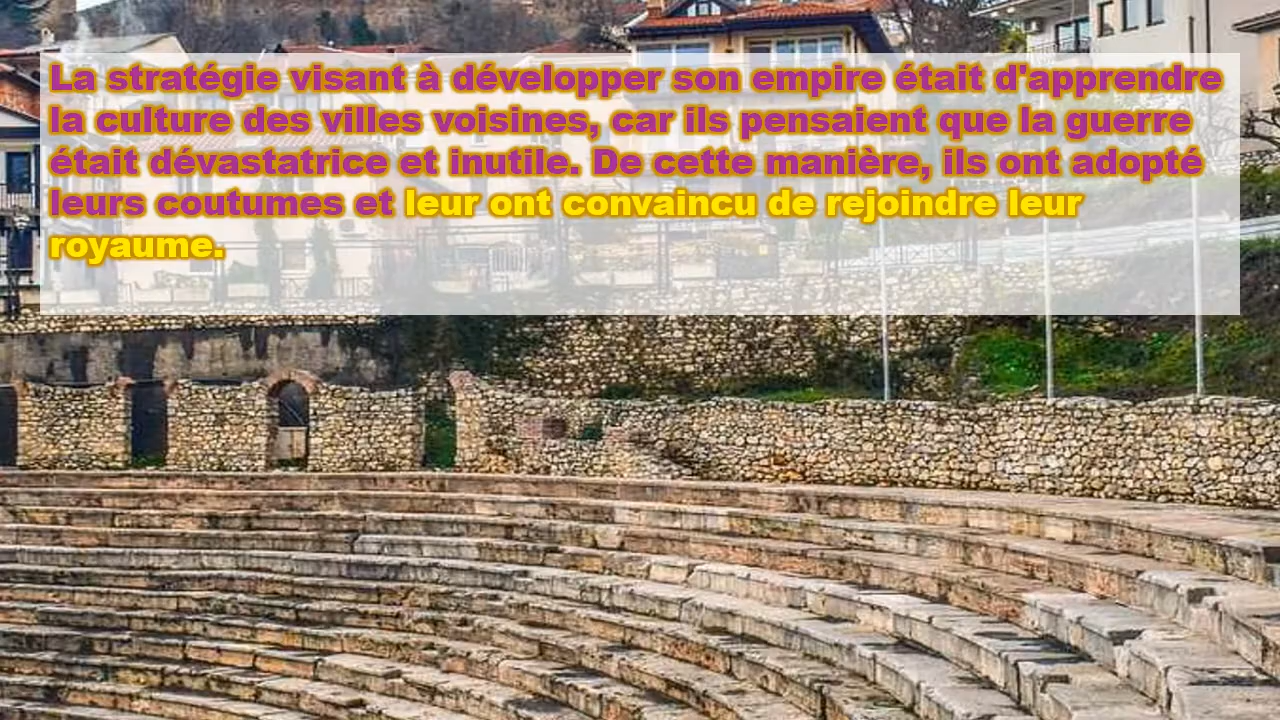 La stratégie visant à développer son empire était d'apprendre
la culture des villes voisines, car ils pensaient que la guerre
était dévastatrice et inutile. De cette manière, ils ont adopté
leurs coutumes et leur ont convaincu de rejoindre leur
royaume.